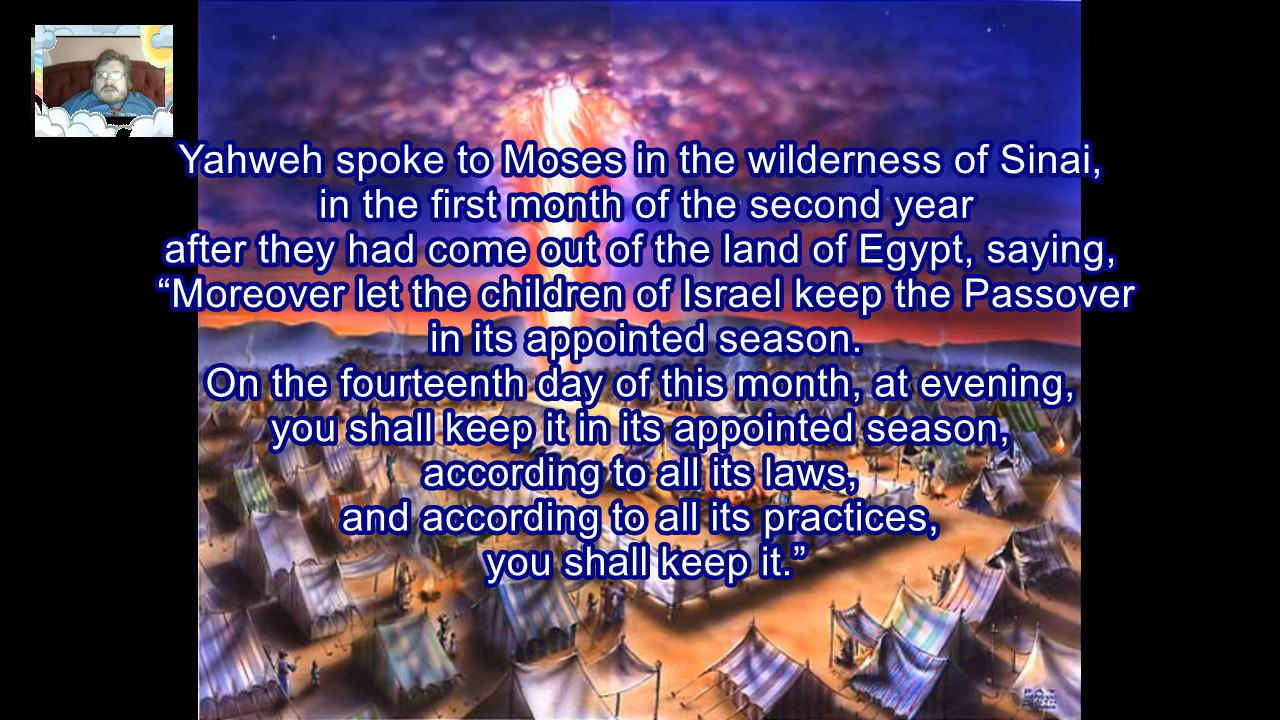 Yahweh spoke to Moses in the wilderness of Sinai,
in the first month of the second year
after they had come out of the land of Egypt, saying,
“Moreover let the children of Israel keep the Passover
in its appointed season.
On the fourteenth day of this month, at evening,
you shall keep it in its appointed season,
according to all its laws,
and according to all its practices,
you shall keep it.”